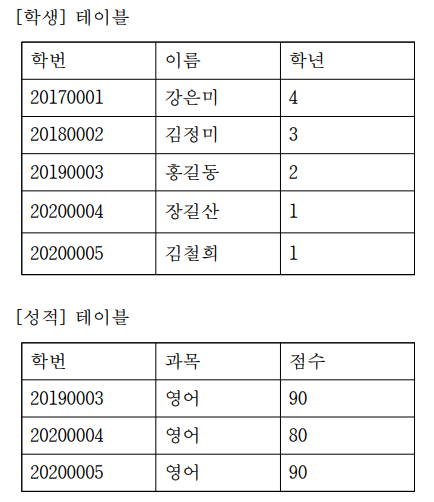 [학생] 테이블
학번 이름 학년
20170001 강은미 4
20180002 김정미 3
20190003 홍길동 2
20200004 장길산 1
20200005 김철희 1
[성적] 테이블
학번 과목 점수
20190003 영어 90
20200004 영어 80
20200005 영어 90